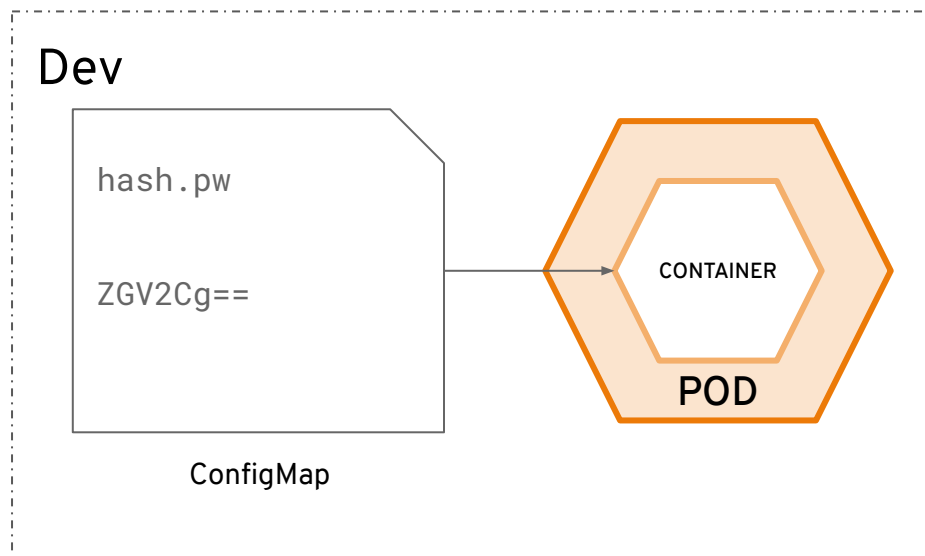 Dev
hash.pw
ZGV2Cg==
CONTAINER
POD
ConfigMap